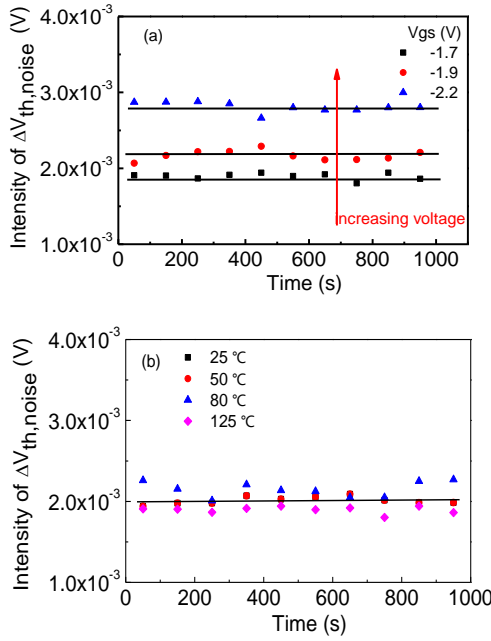 (a)
Vgs (V)
-1.7
-1.9
-2.2
Increasing voltage
4.0x10⁻³
3.0x10⁻³
2.0x10⁻³
1.0x10⁻³
Intensity of ΔVth,noise (V)
0 200 400 600 800 1000
Time (s)
(b)
25 ℃
50 ℃
80 ℃
125 ℃
4.0x10⁻³
3.0x10⁻³
2.0x10⁻³
1.0x10⁻³
Intensity of ΔVth,noise (V)
0 200 400 600 800 1000
Time (s)